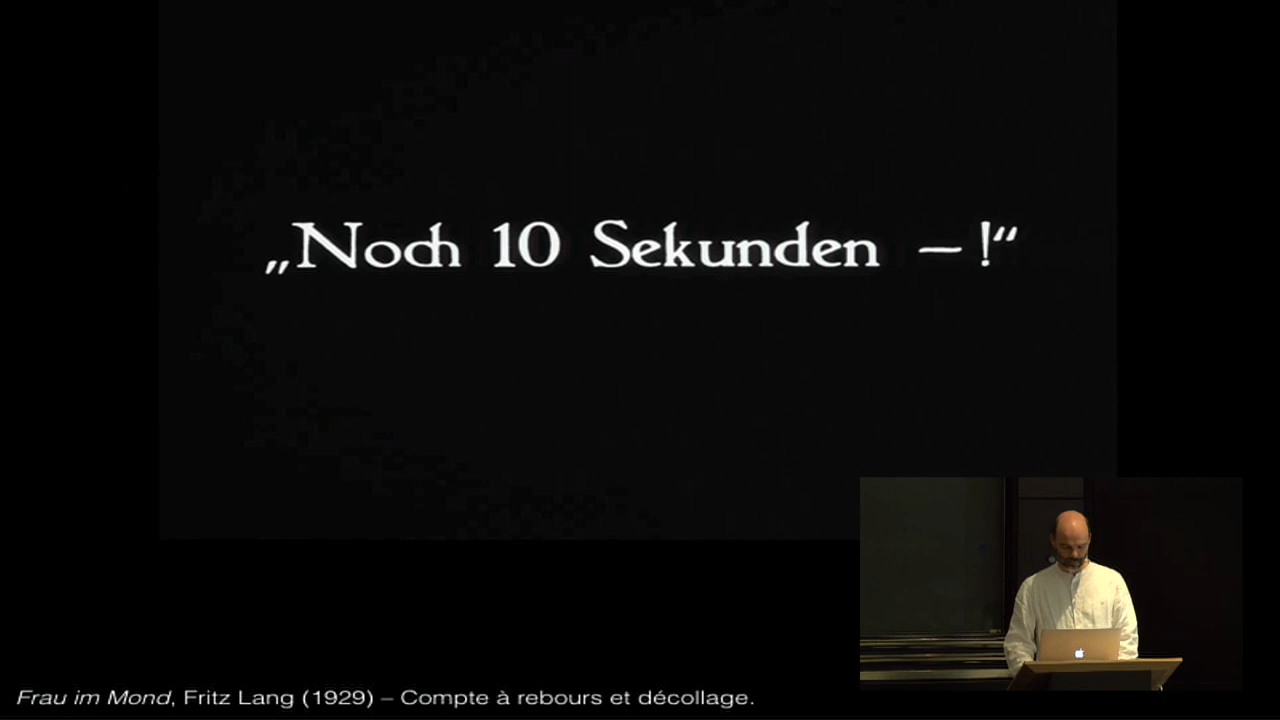 „Noch 10 Sekunden – !“
Frau im Mond, Fritz Lang (1929) – Compte à rebours et décollage.